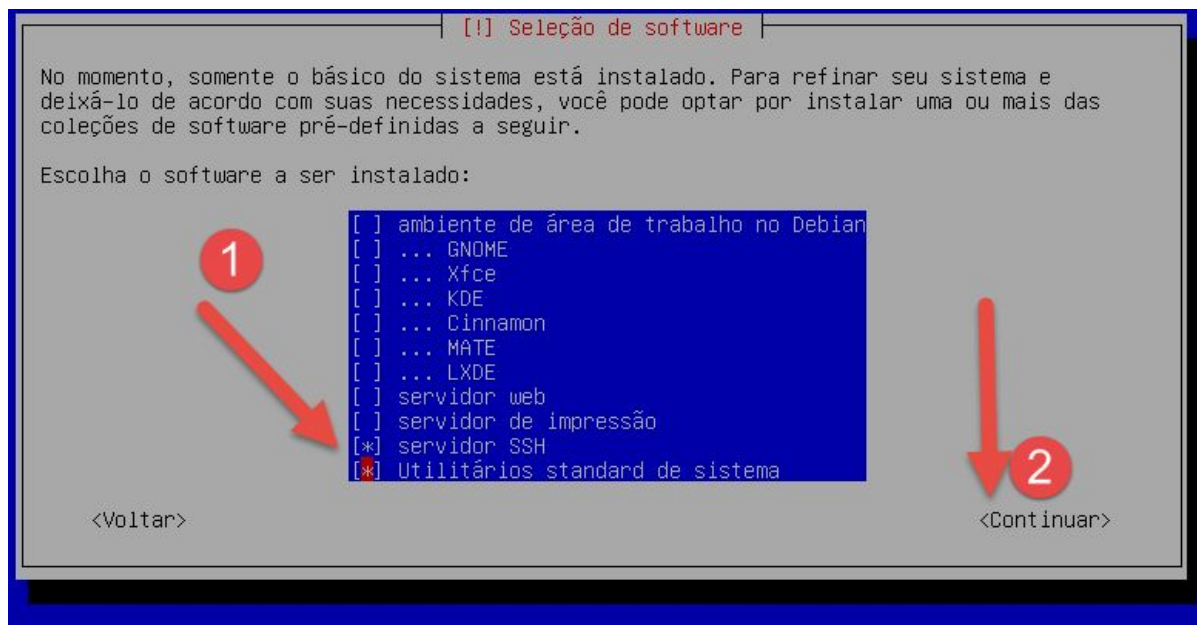 [!] Seleção de software
No momento, somente o básico do sistema está instalado. Para refinar seu sistema e
deixá-lo de acordo com suas necessidades, você pode optar por instalar uma ou mais das
coleções de software pré-definidas a seguir.
Escolha o software a ser instalado:
[ ] ambiente de área de trabalho no Debian
[ ] ... GNOME
[ ] ... Xfce
[ ] ... KDE
[ ] ... Cinnamon
[ ] ... MATE
[ ] ... LXDE
[ ] servidor web
[ ] servidor de impressão
[*] servidor SSH
[*] Utilitários standard de sistema
1
2
<Voltar> <Continuar>